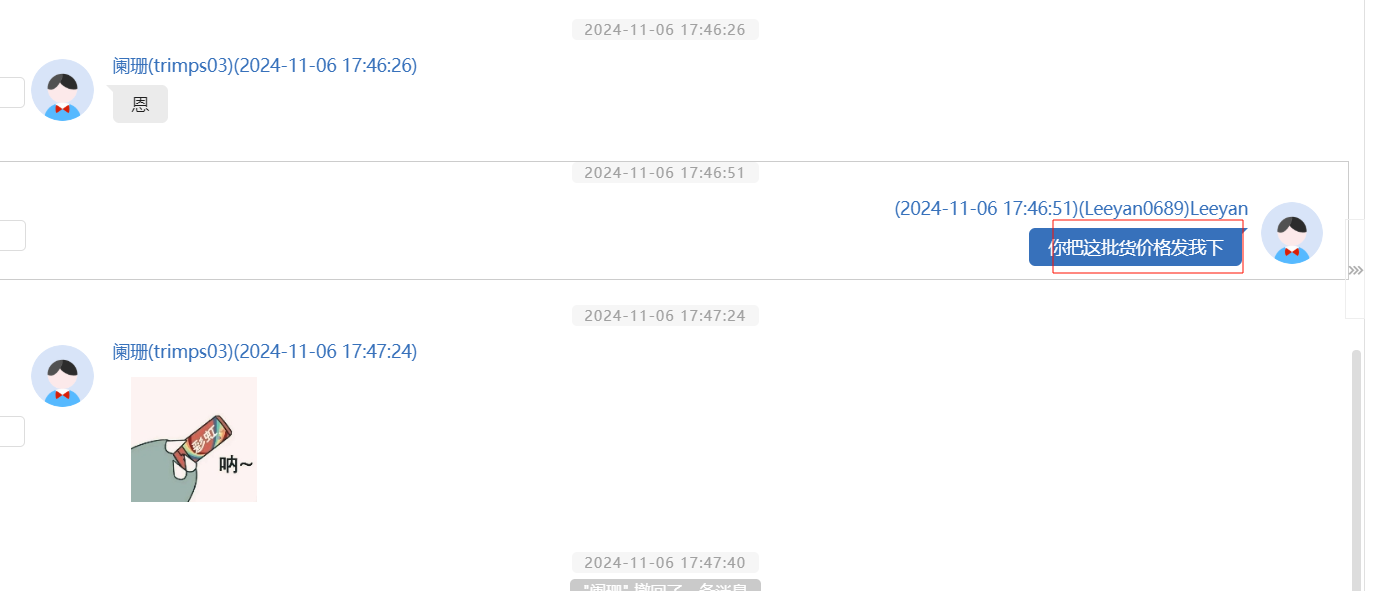 2024-11-06 17:46:26
阑珊(trimps03)(2024-11-06 17:46:26)
恩
2024-11-06 17:46:51
(2024-11-06 17:46:51)(Leeyan0689)Leeyan
你把这批货价格发我下
2024-11-06 17:47:24
阑珊(trimps03)(2024-11-06 17:47:24)
彩虹
呐~
2024-11-06 17:47:40
"阑珊" 撤回了一条消息